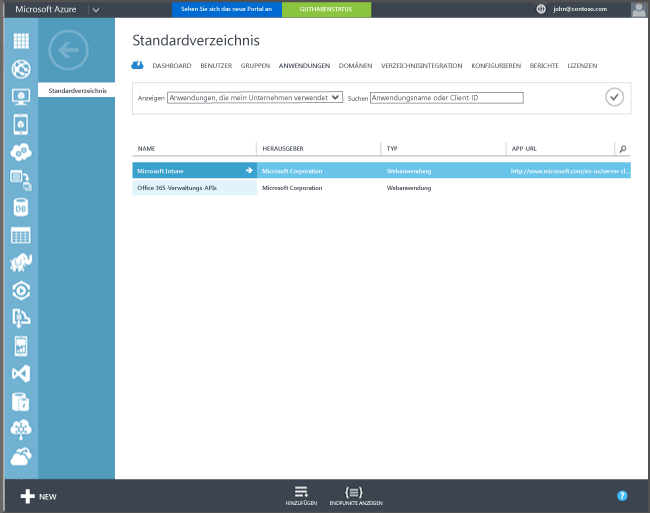 Microsoft Azure
Sehen Sie sich das neue Portal an
GUTHABENSTATUS
john@contoso.com
Standardverzeichnis
Standardverzeichnis
DASHBOARD BENUTZER GRUPPEN ANWENDUNGEN DOMÄNEN VERZEICHNISINTEGRATION KONFIGURIEREN BERICHTE LIZENZEN
Anzeigen Anwendungen, die mein Unternehmen verwendet Suchen Anwendungsname oder Client-ID
NAME HERAUSGEBER TYP APP-URL
Microsoft Intune Microsoft Corporation Webanwendung http://www.microsoft.com/en-us/server-cl...
Office 365-Verwaltungs-APIs Microsoft Corporation Webanwendung
DB
NEW
HINZUFÜGEN
ENDPUNKTE ANZEIGEN
?